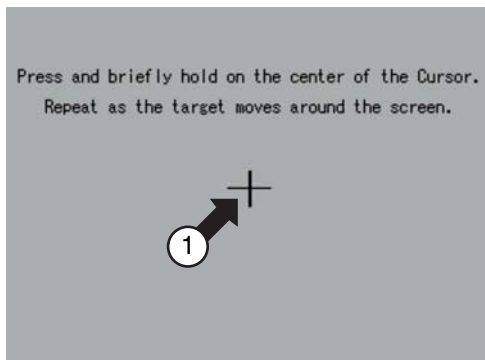 Press and briefly hold on the center of the Cursor.
Repeat as the target moves around the screen.
1